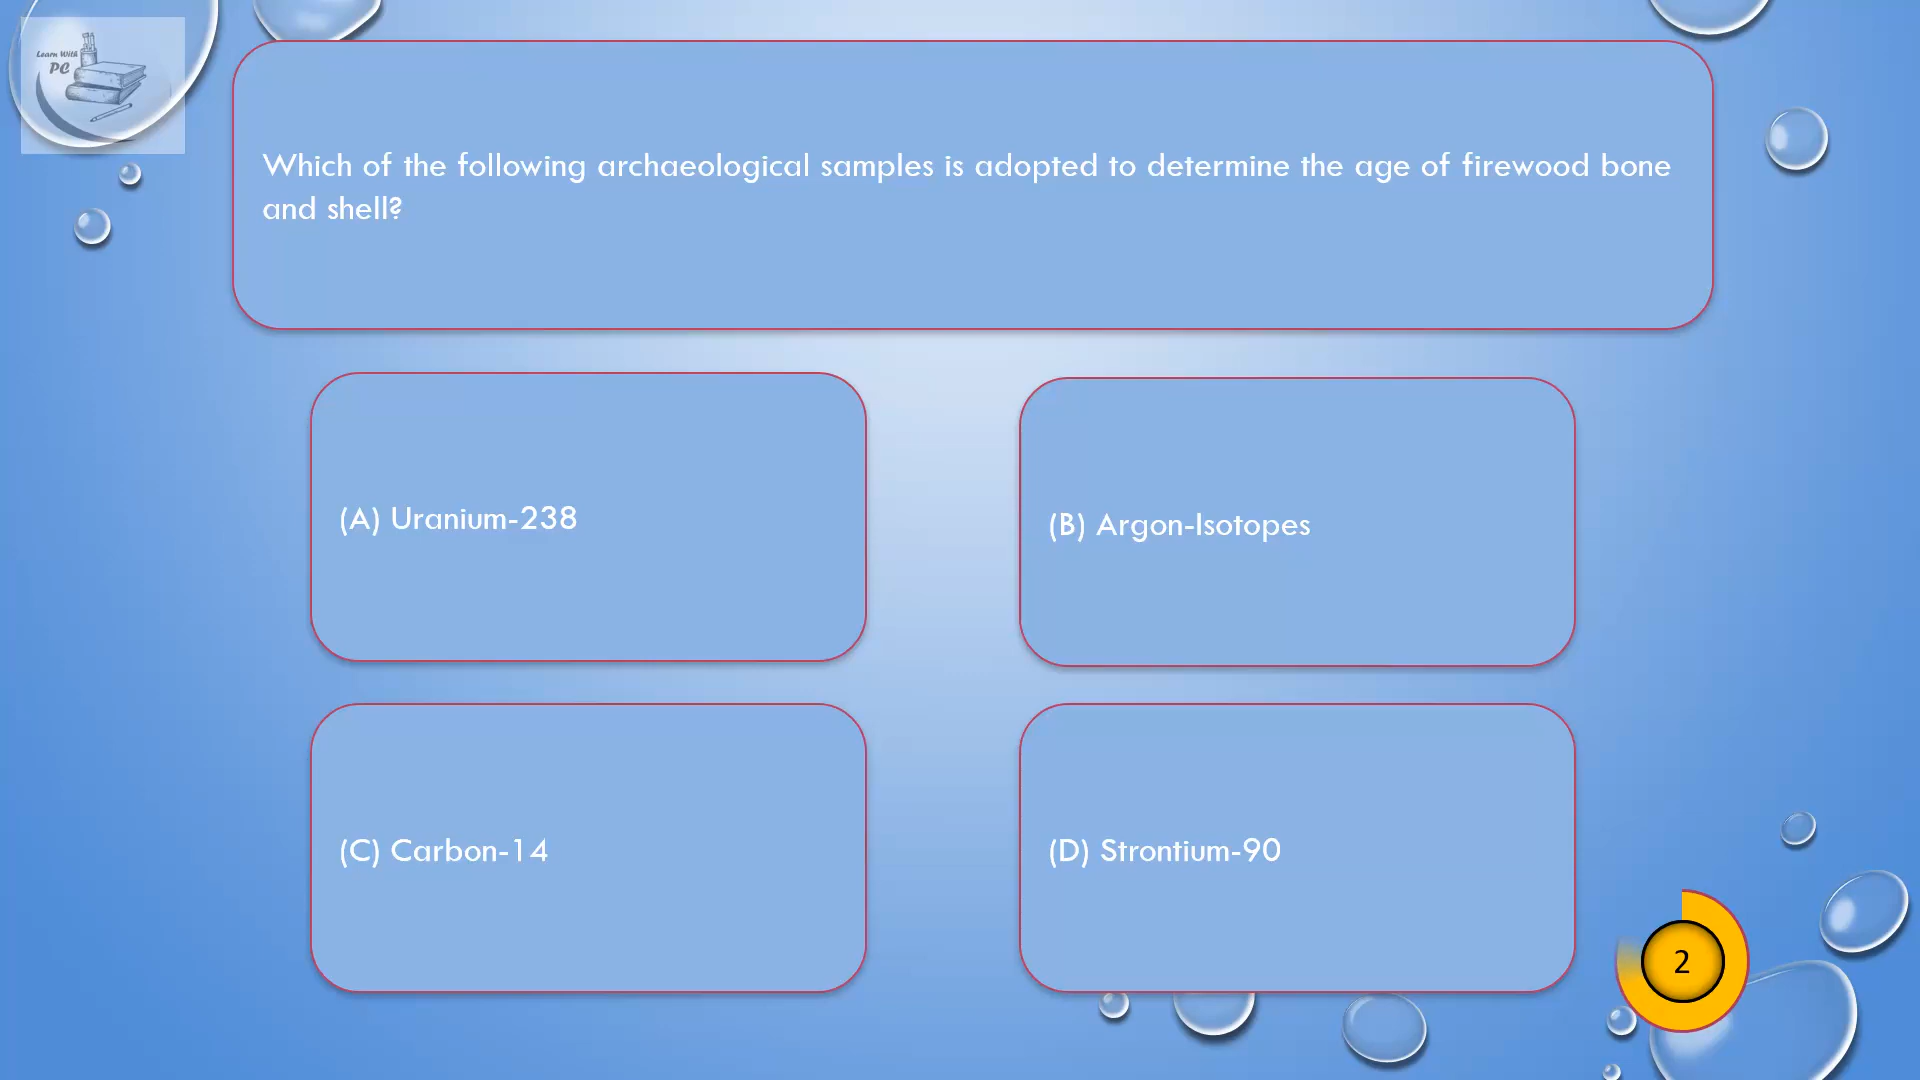 Learn With
PC
Which of the following archaeological samples is adopted to determine the age of firewood bone
and shell?
(A) Uranium-238
(B) Argon-Isotopes
(C) Carbon-14
(D) Strontium-90
2